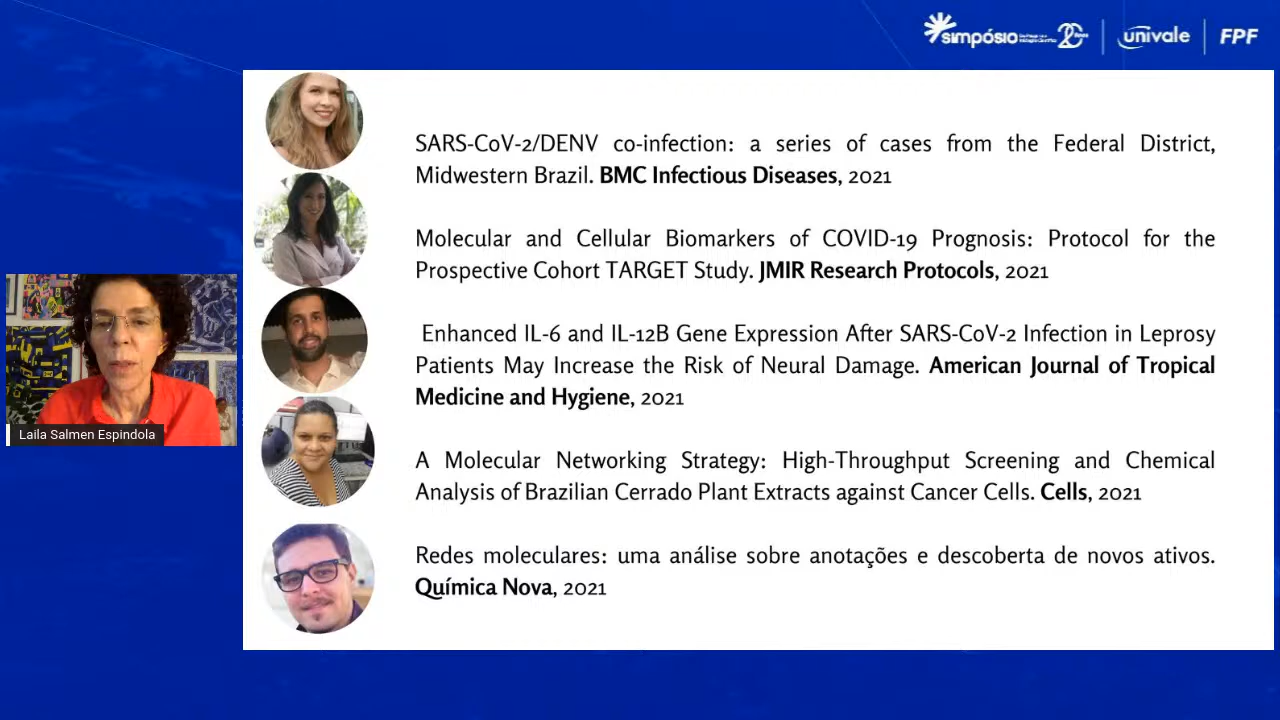 simpósio
univale
FPF
SARS-CoV-2/DENV co-infection: a series of cases from the Federal District,
Midwestern Brazil. BMC Infectious Diseases, 2021
Molecular and Cellular Biomarkers of COVID-19 Prognosis: Protocol for the
Prospective Cohort TARGET Study. JMIR Research Protocols, 2021
Enhanced IL-6 and IL-12B Gene Expression After SARS-CoV-2 Infection in Leprosy
Patients May Increase the Risk of Neural Damage. American Journal of Tropical
Medicine and Hygiene, 2021
A Molecular Networking Strategy: High-Throughput Screening and Chemical
Analysis of Brazilian Cerrado Plant Extracts against Cancer Cells. Cells, 2021
Redes moleculares: uma análise sobre anotações e descoberta de novos ativos.
Química Nova, 2021
Laila Salmen Espindola